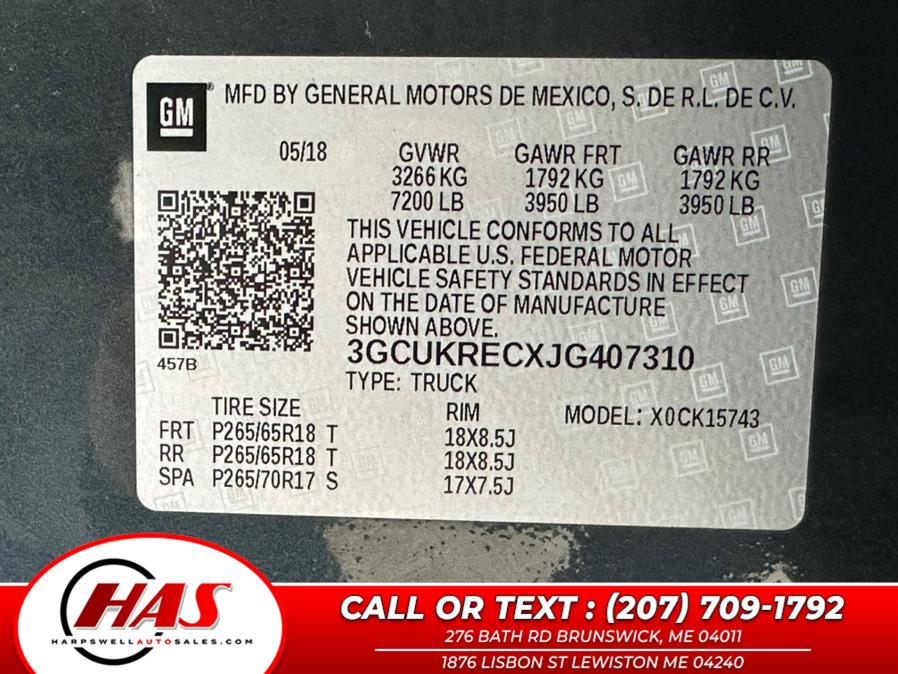 GM
MFD BY GENERAL MOTORS DE MEXICO, S. DE R.L. DE C.V.
05/18 GVWR GAWR FRT GAWR RR
3266 KG 1792 KG 1792 KG
7200 LB 3950 LB 3950 LB
THIS VEHICLE CONFORMS TO ALL
APPLICABLE U.S. FEDERAL MOTOR
VEHICLE SAFETY STANDARDS IN EFFECT
ON THE DATE OF MANUFACTURE
SHOWN ABOVE.
457B
3GCUKRECXJG407310
TYPE: TRUCK
TIRE SIZE RIM MODEL: X0CK15743
FRT P265/65R18 T 18X8.5J
RR P265/65R18 T 18X8.5J
SPA P265/70R17 S 17X7.5J
HAS
HARPSWELLAUTOSALES.COM
CALL OR TEXT : (207) 709-1792
276 BATH RD BRUNSWICK, ME 04011
1876 LISBON ST LEWISTON ME 04240